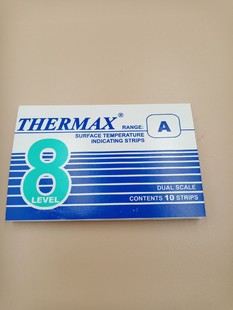 THERMAX®
RANGE: A
SURFACE TEMPERATURE
INDICATING STRIPS
8
LEVEL
DUAL SCALE
CONTENTS 10 STRIPS